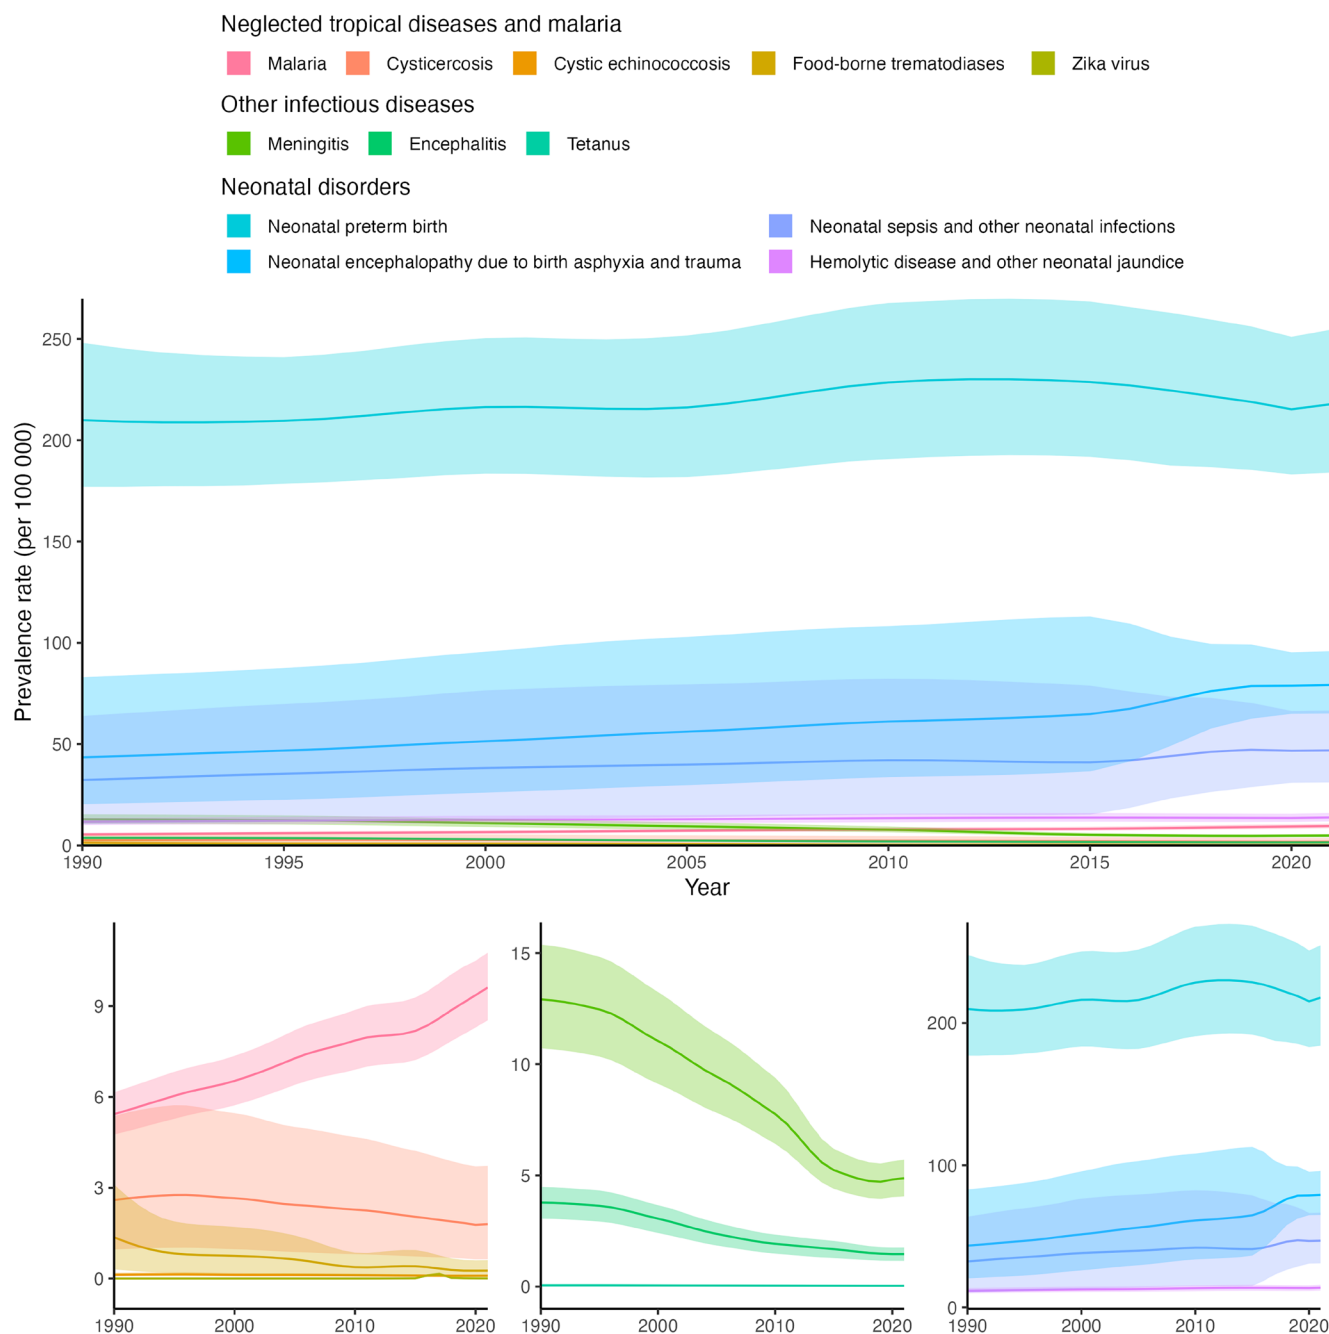 Neglected tropical diseases and malaria
Malaria Cysticercosis Cystic echinococcosis Food-borne trematodiases Zika virus
Other infectious diseases
Meningitis Encephalitis Tetanus
Neonatal disorders
Neonatal preterm birth Neonatal sepsis and other neonatal infections
Neonatal encephalopathy due to birth asphyxia and trauma Hemolytic disease and other neonatal jaundice
Prevalence rate (per 100 000)
250
200
150
100
50
0
1990 1995 2000 2005 2010 2015 2020
Year
9
6
3
0
1990 2000 2010 2020
15
10
5
0
1990 2000 2010 2020
200
100
0
1990 2000 2010 2020